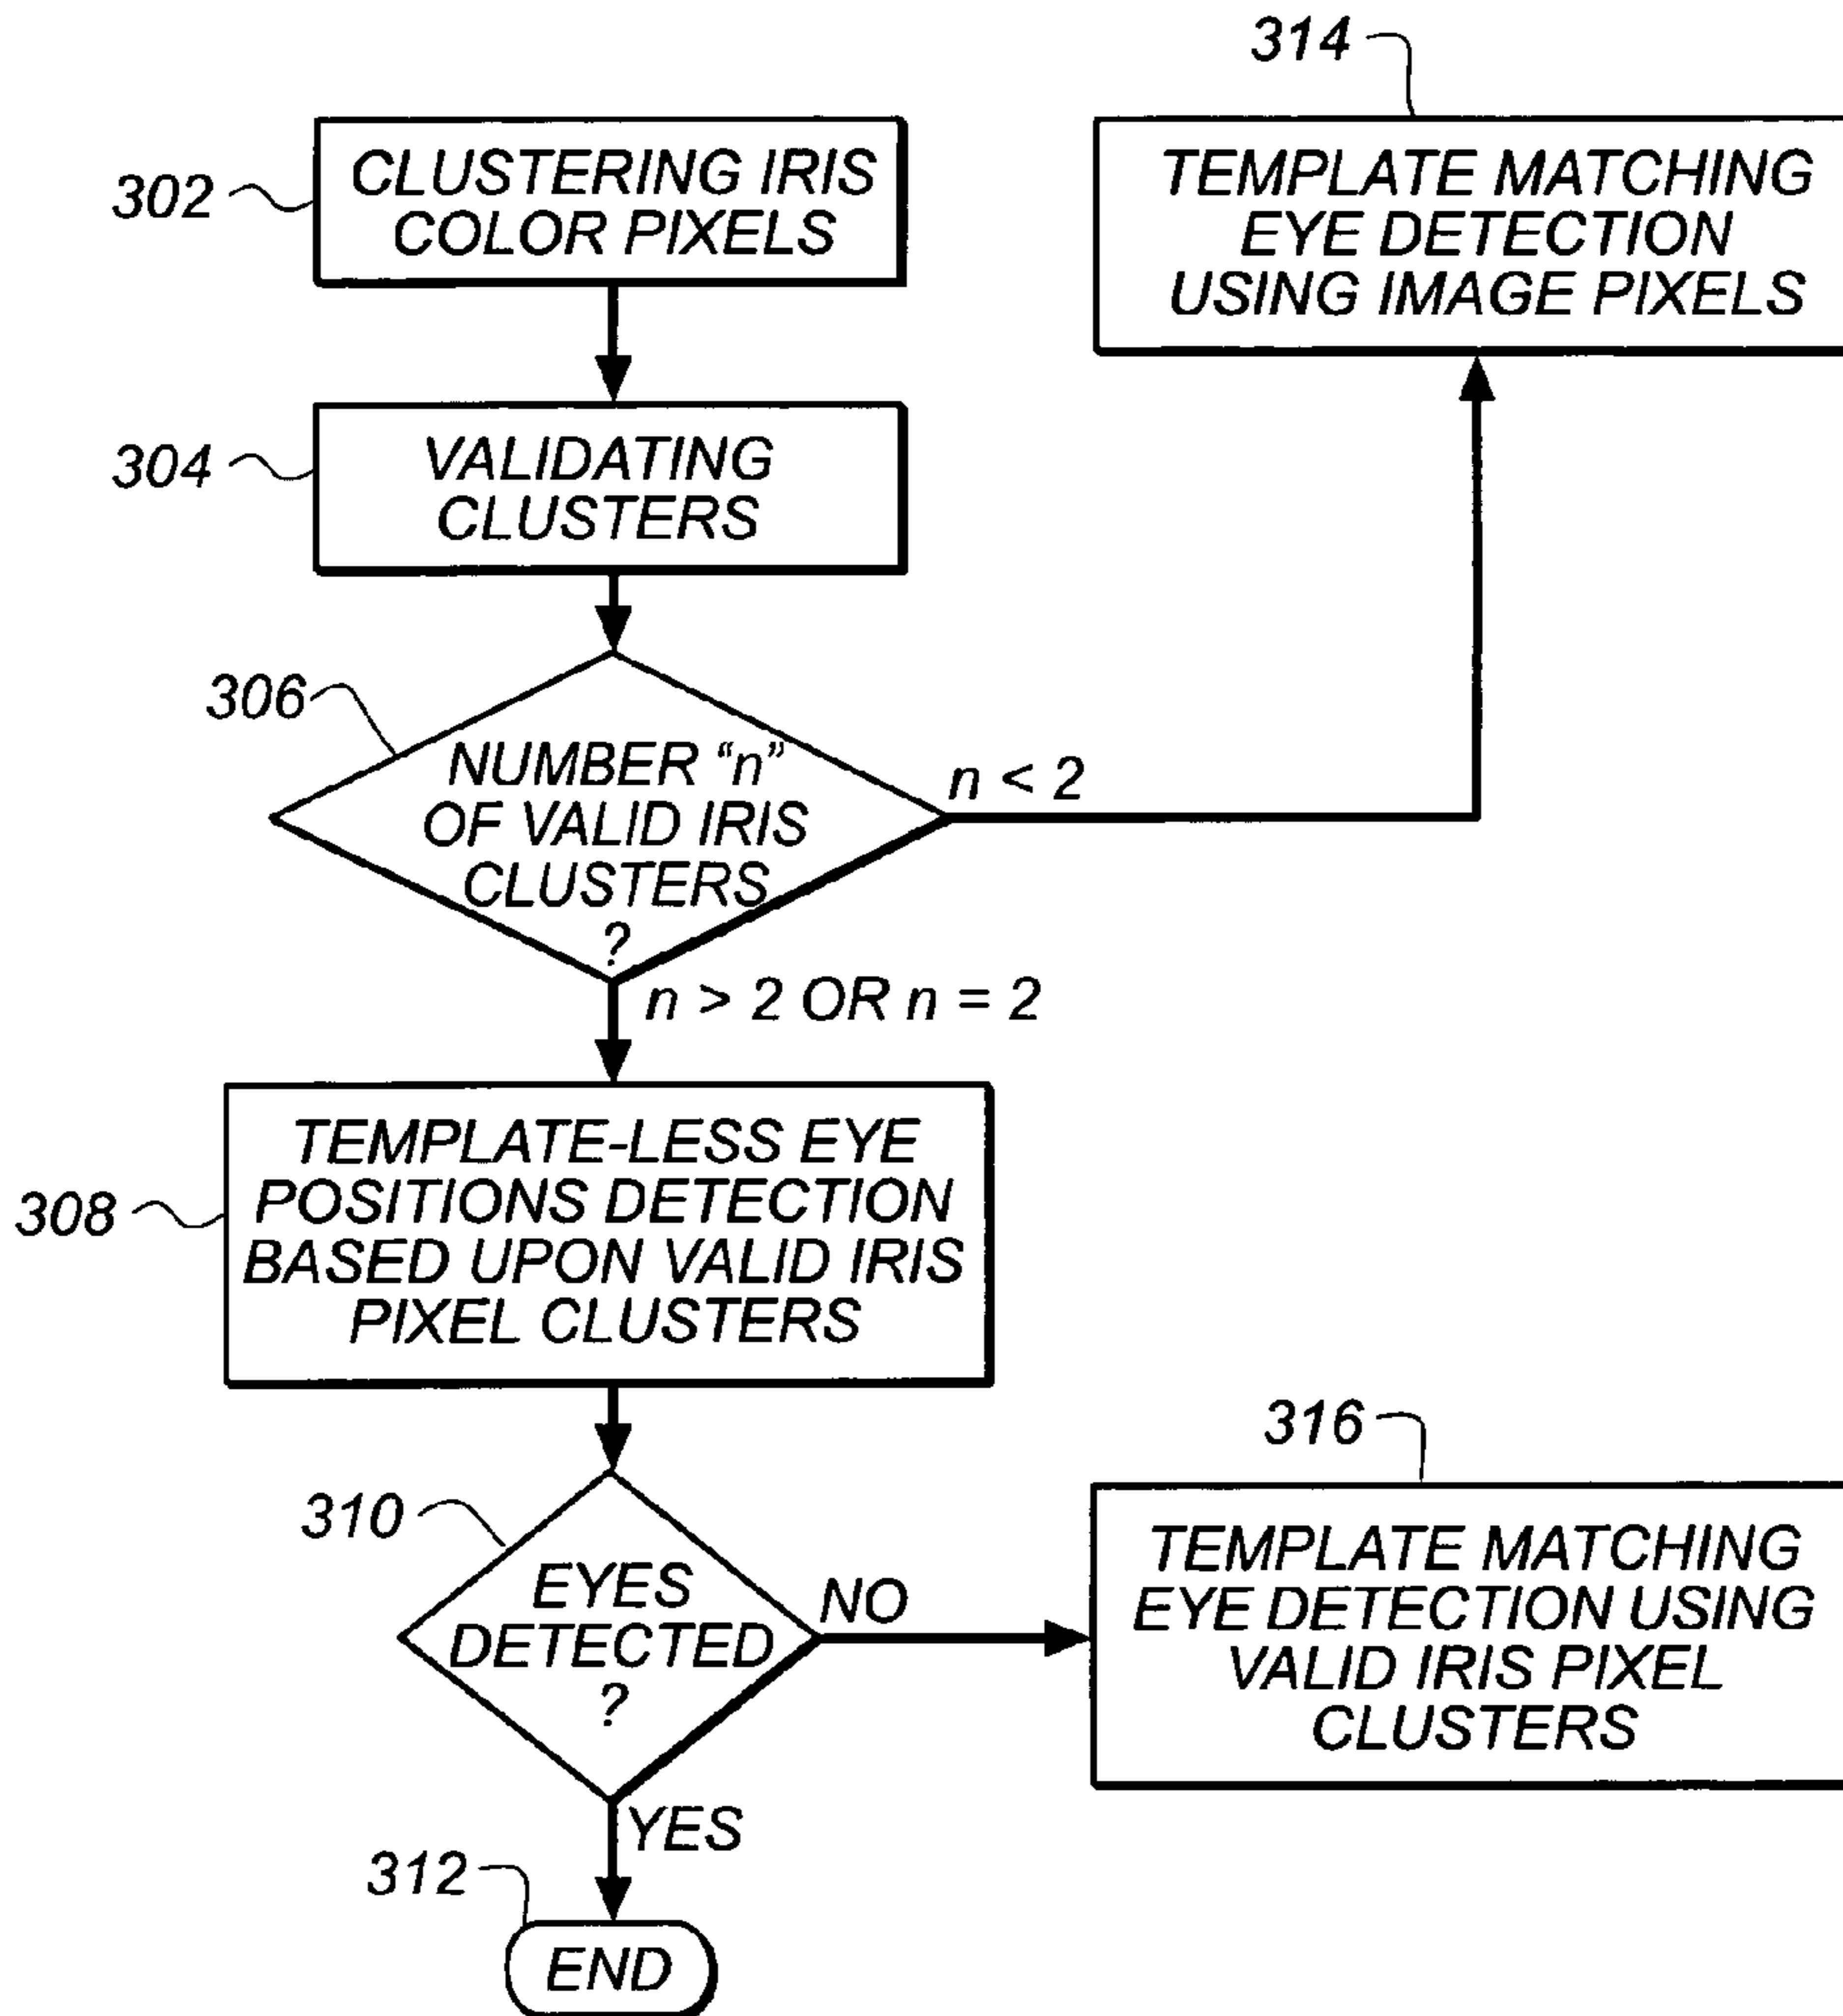 314
302
CLUSTERING IRIS
COLOR PIXELS
TEMPLATE MATCHING
EYE DETECTION
USING IMAGE PIXELS
304
VALIDATING
CLUSTERS
306
NUMBER “n”
OF VALID IRIS
CLUSTERS
?
n < 2
n > 2 OR n = 2
308
TEMPLATE-LESS EYE
POSITIONS DETECTION
BASED UPON VALID IRIS
PIXEL CLUSTERS
310
EYES
DETECTED
?
NO
316
TEMPLATE MATCHING
EYE DETECTION USING
VALID IRIS PIXEL
CLUSTERS
YES
312
END